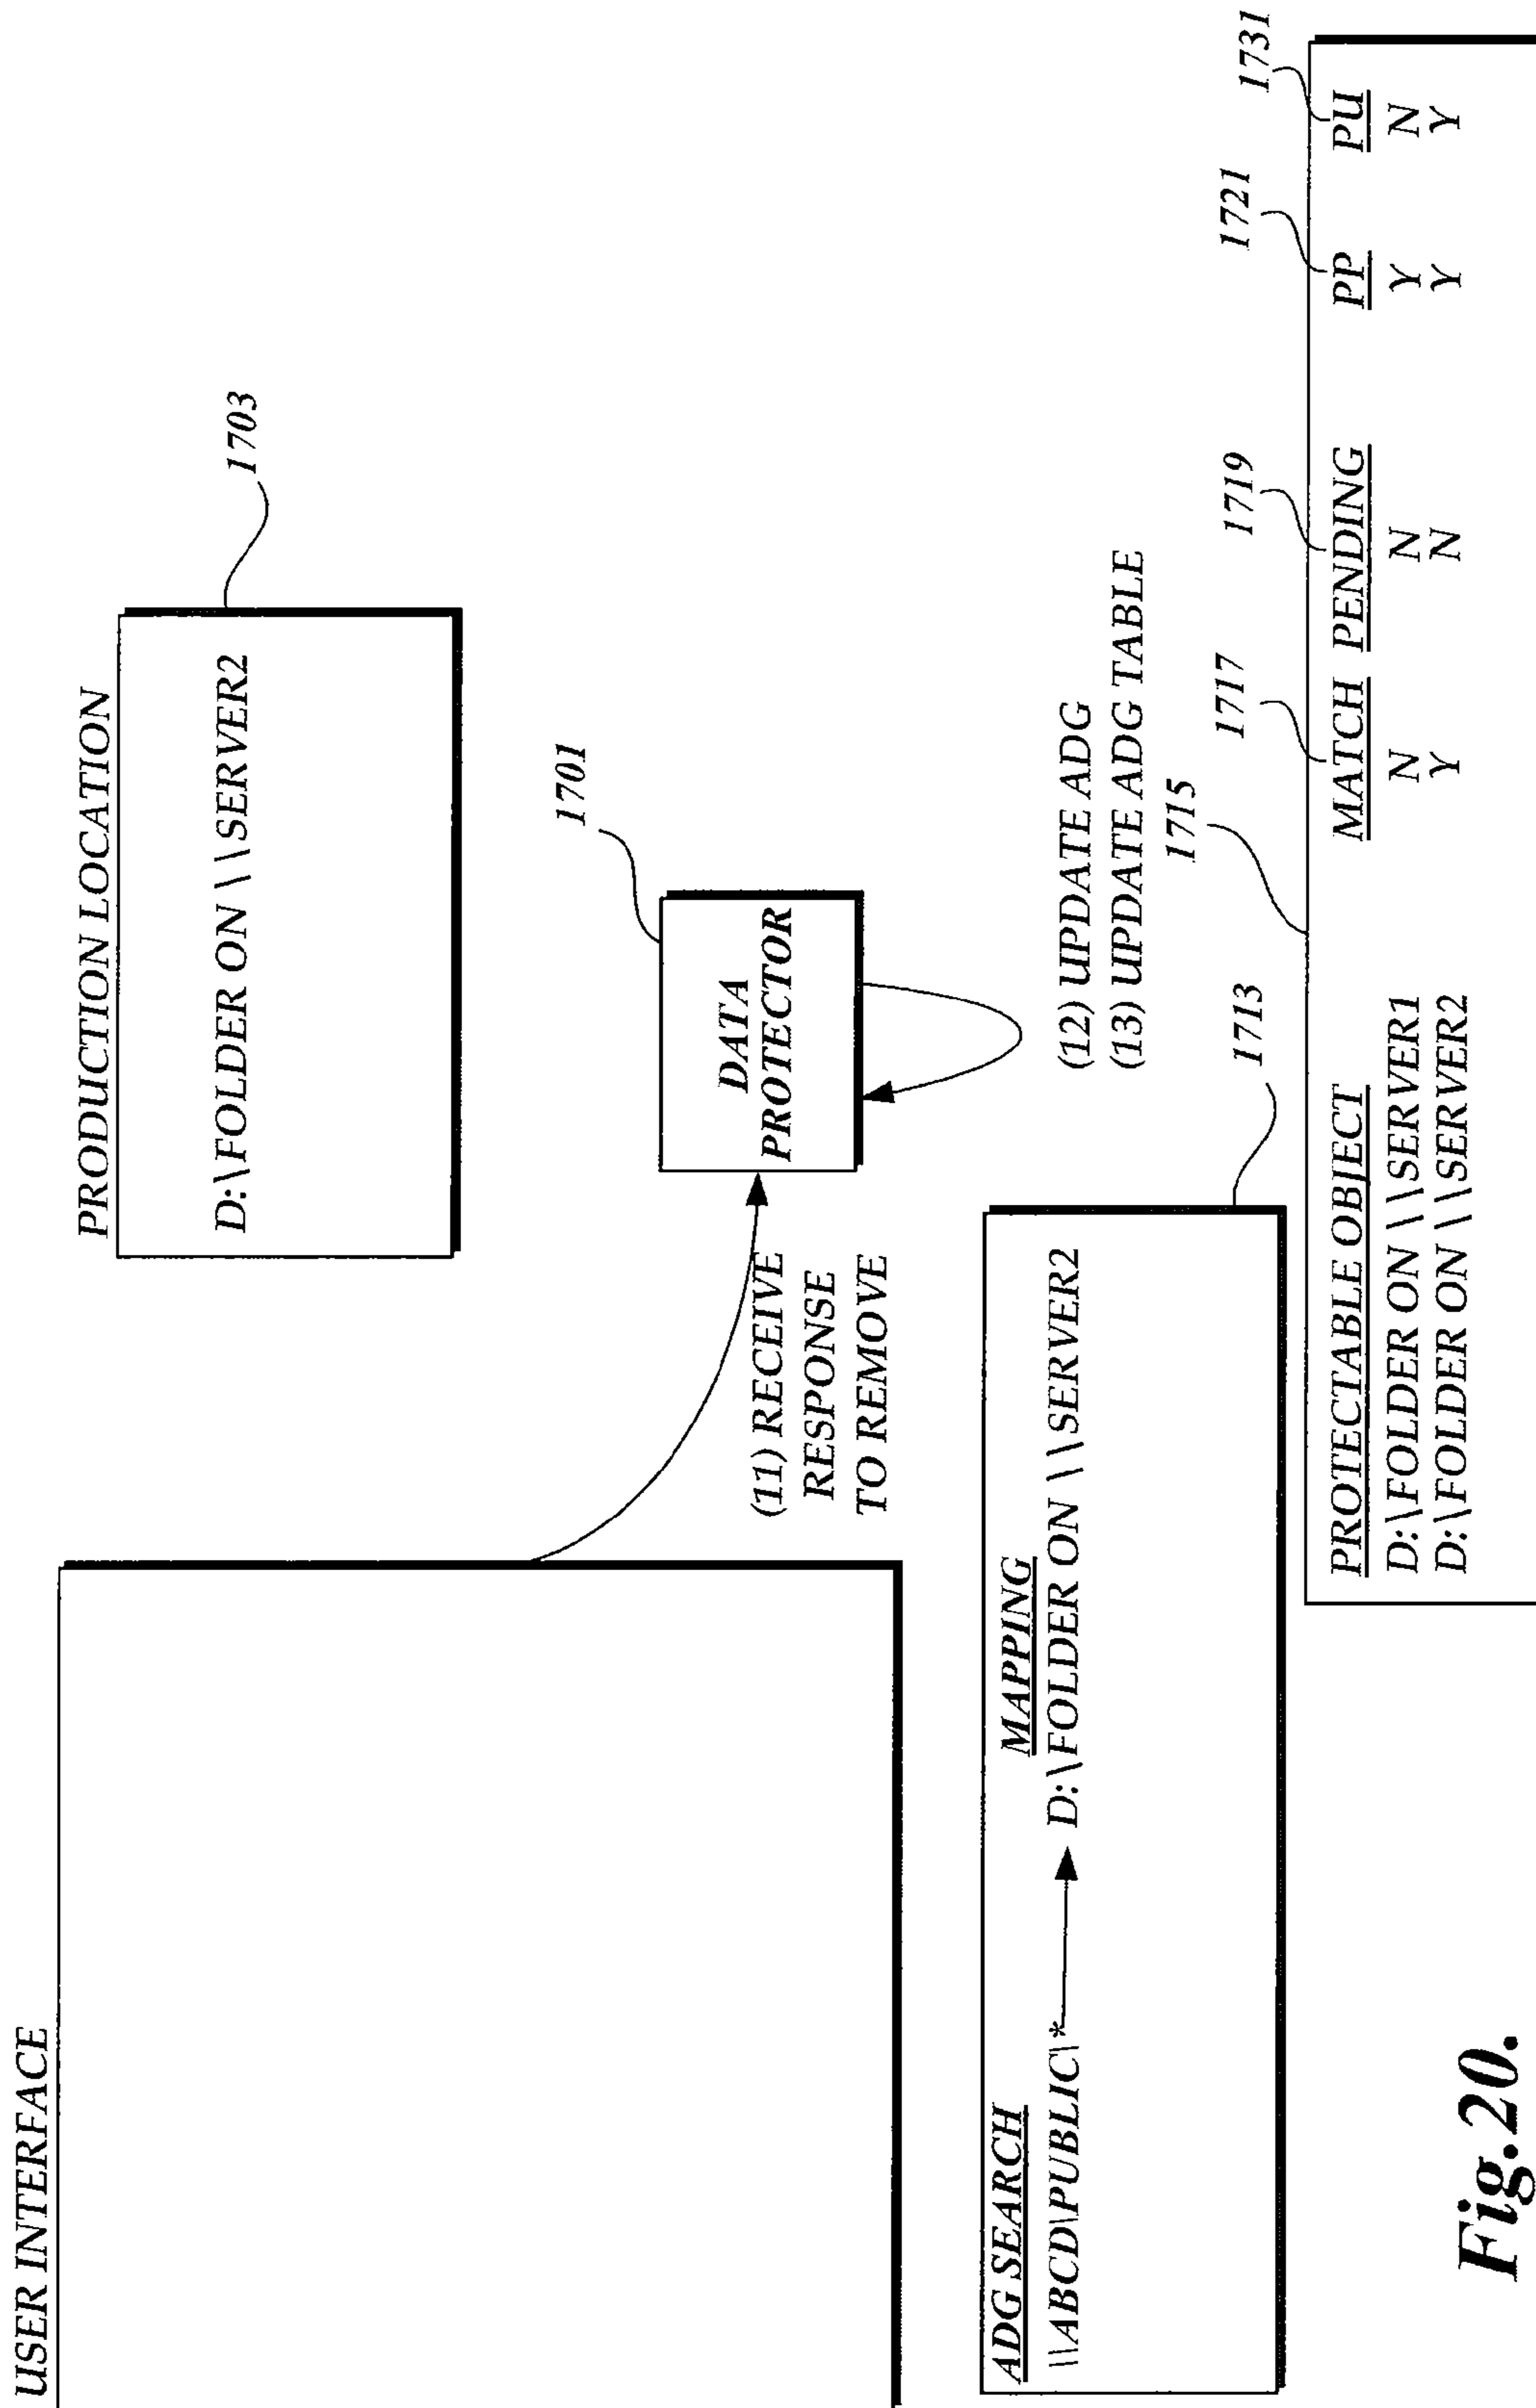 USER INTERFACE
PRODUCTION LOCATION
D:\FOLDER ON \\SERVER2
1703
(11) RECEIVE
RESPONSE
TO REMOVE
DATA
PROTECTOR
1701
(12) UPDATE ADG
(13) UPDATE ADG TABLE
ADG SEARCH
MAPPING
\\ABCD\PUBLIC\*
D:\FOLDER ON \\SERVER2
1713
1715
1717
1719
1721
1731
PROTECTABLE OBJECT MATCH PENDING PP PU
D:\FOLDER ON \\SERVER1 N N Y N
D:\FOLDER ON \\SERVER2 Y N Y Y
Fig.20.